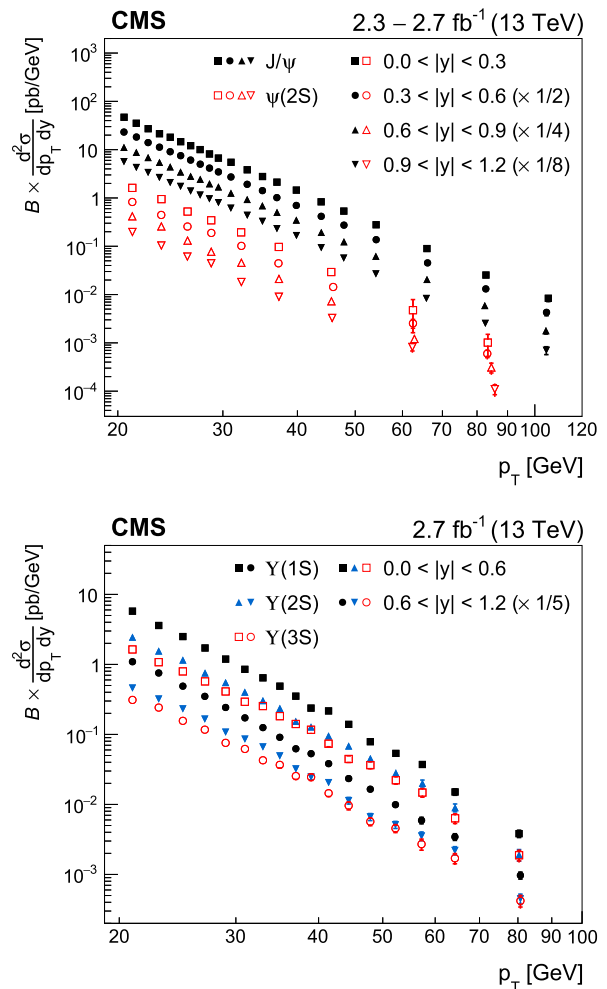 CMS 2.3 − 2.7 fb⁻¹ (13 TeV)
B × d²σ / dp_T dy [pb/GeV]
J/ψ
ψ(2S)
0.0 < |y| < 0.3
0.3 < |y| < 0.6 (× 1/2)
0.6 < |y| < 0.9 (× 1/4)
0.9 < |y| < 1.2 (× 1/8)
10³
10²
10
1
10⁻¹
10⁻²
10⁻³
10⁻⁴
20 30 40 50 60 70 80 90 100 120
p_T [GeV]
CMS 2.7 fb⁻¹ (13 TeV)
B × d²σ / dp_T dy [pb/GeV]
ϒ(1S) 0.0 < |y| < 0.6
ϒ(2S) 0.6 < |y| < 1.2 (× 1/5)
ϒ(3S)
10
1
10⁻¹
10⁻²
10⁻³
20 30 40 50 60 70 80 90 100
p_T [GeV]